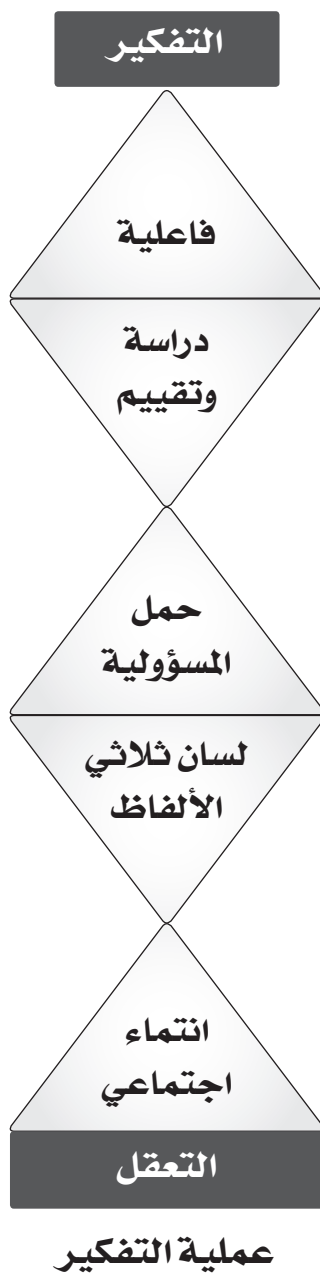 التفكير
فاعلية
دراسة
وتقييم
حمل
المسؤولية
لسان ثلاثي
الألفاظ
انتماء
اجتماعي
التعقل
عملية التفكير